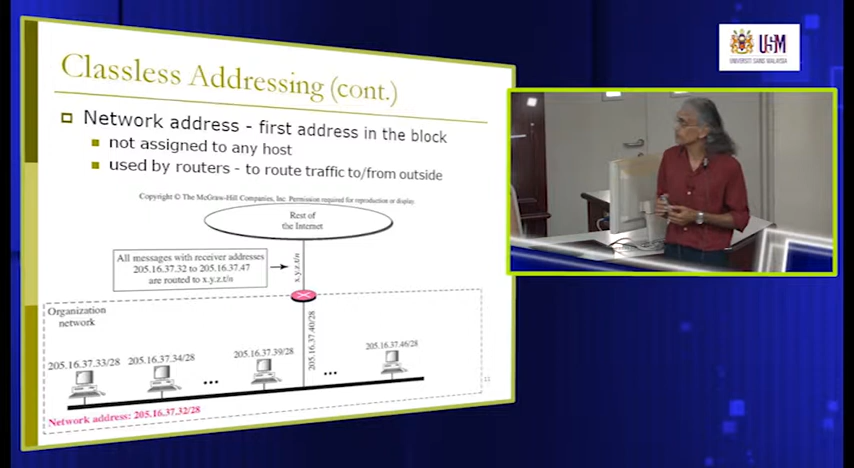 Classless Addressing (cont.)
Network address - first address in the block
not assigned to any host
used by routers - to route traffic to/from outside
Copyright © The McGraw-Hill Companies, Inc. Permission required for reproduction or display.
Rest of
the Internet
All messages with receiver addresses
205.16.37.32 to 205.16.37.47
are routed to x.y.z.t/n
x.y.z.t/n
Organization
network
205.16.37.33/28
205.16.37.34/28
205.16.37.39/28
205.16.37.40/28
205.16.37.46/28
Network address: 205.16.37.32/28
11
USM
UNIVERSITI SAINS MALAYSIA